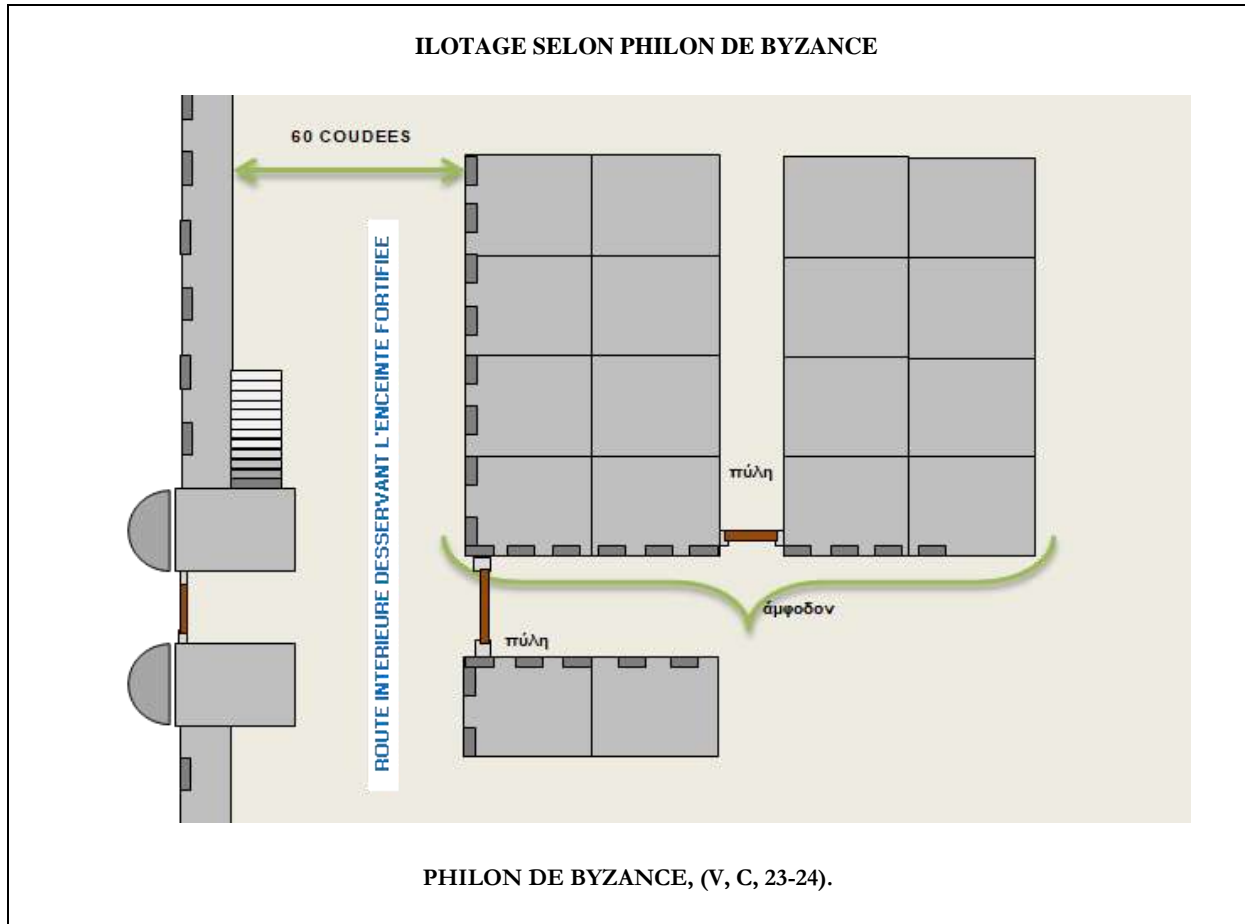 ILOTAGE SELON PHILON DE BYZANCE
60 COUDEES
ROUTE INTERIEURE DESSERVANT L'ENCEINTE FORTIFIEE
πύλη
ἄμφοδον
πύλη
PHILON DE BYZANCE, (V, C, 23-24).